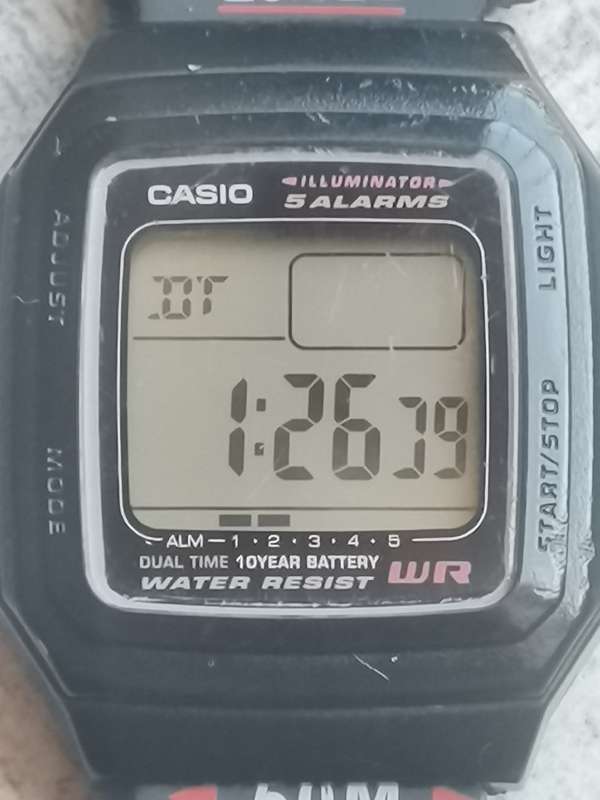 CASIO
ILLUMINATOR
5 ALARMS
ADJUST
LIGHT
DT
1:26 39
MODE
START/STOP
ALM 1 · 2 · 3 · 4 · 5
DUAL TIME 10YEAR BATTERY
WATER RESIST WR
50M